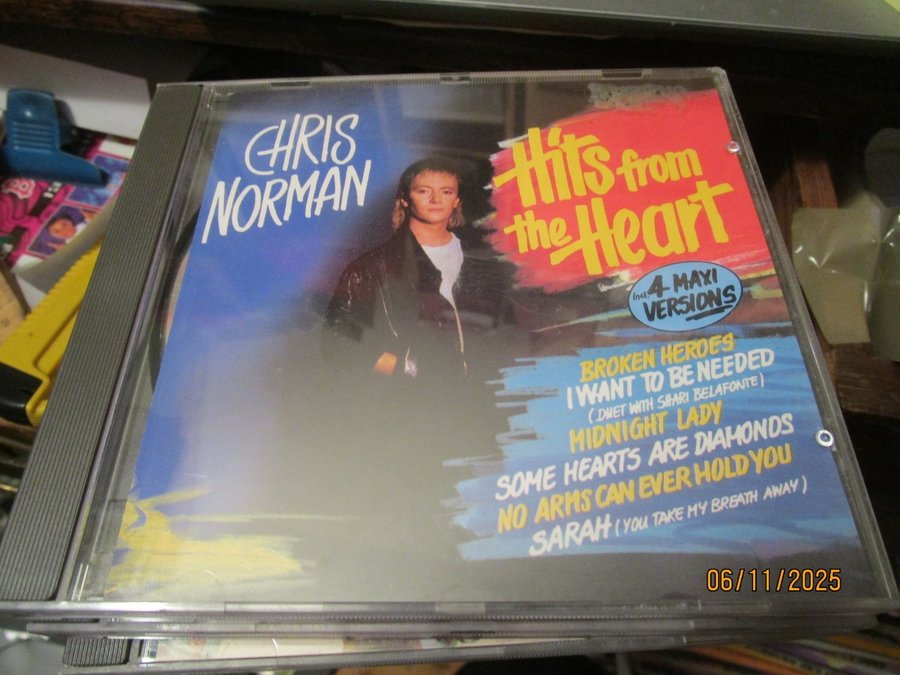 CHRIS
NORMAN
Hits from
the Heart
Incl. 4 MAXI
VERSIONS
BROKEN HEROES
I WANT TO BE NEEDED
(DUET WITH SHARI BELAFONTE)
MIDNIGHT LADY
SOME HEARTS ARE DIAMONDS
NO ARMS CAN EVER HOLD YOU
SARAH (YOU TAKE MY BREATH AWAY)
06/11/2025